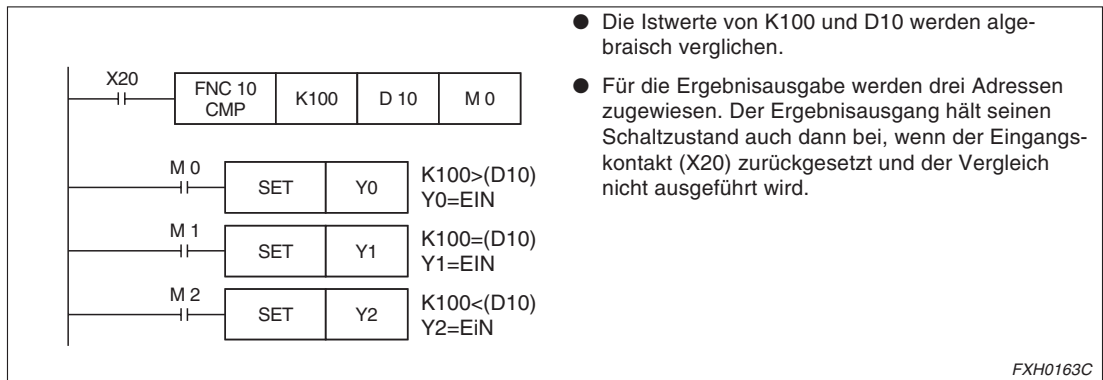 X20
FNC 10
CMP
K100
D 10
M 0
M 0
SET
Y0
K100>(D10)
Y0=EIN
M 1
SET
Y1
K100=(D10)
Y1=EIN
M 2
SET
Y2
K100<(D10)
Y2=EiN
● Die Istwerte von K100 und D10 werden alge-
braisch verglichen.
● Für die Ergebnisausgabe werden drei Adressen
zugewiesen. Der Ergebnisausgang hält seinen
Schaltzustand auch dann bei, wenn der Eingangs-
kontakt (X20) zurückgesetzt und der Vergleich
nicht ausgeführt wird.
FXH0163C